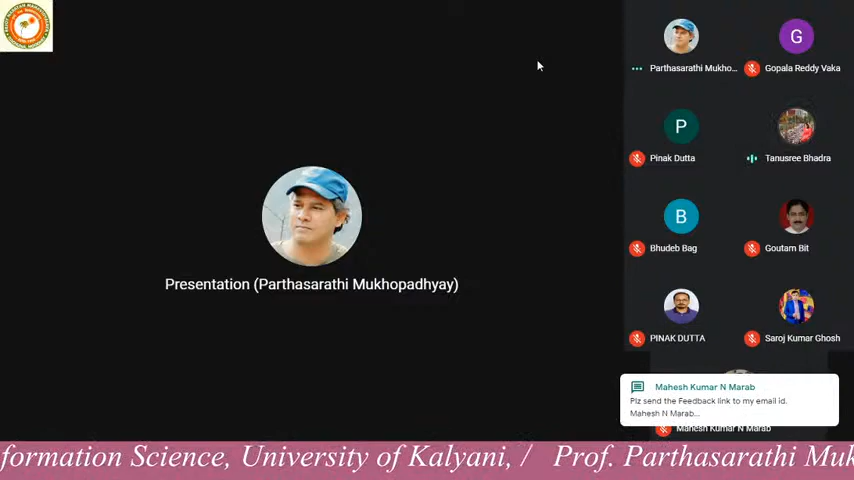 Parthasarathi Mukho...
G
Gopala Reddy Vaka
P
Pinak Dutta
Tanusree Bhadra
B
Bhudeb Bag
Goutam Bit
Presentation (Parthasarathi Mukhopadhyay)
PINAK DUTTA
Saroj Kumar Ghosh
Mahesh Kumar N Marab
Plz send the Feedback link to my email id.
Mahesh N Marab...
Mahesh Kumar N Marab
formation Science, University of Kalyani, / Prof. Parthasarathi Muk